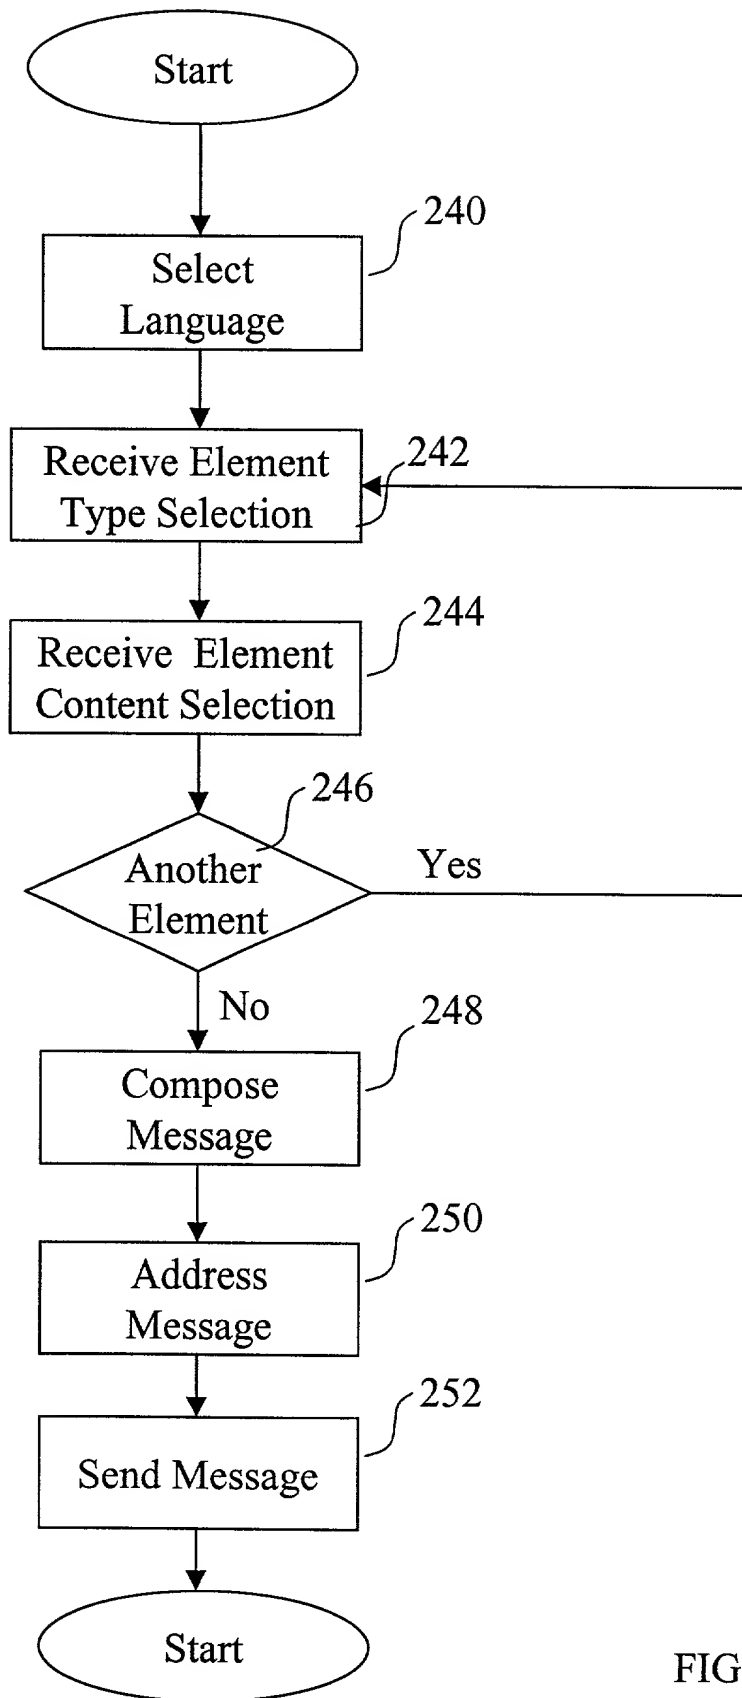 Start
240
Select
Language
242
Receive Element
Type Selection
244
Receive Element
Content Selection
246
Another
Element
Yes
No
248
Compose
Message
250
Address
Message
252
Send Message
Start
FIG